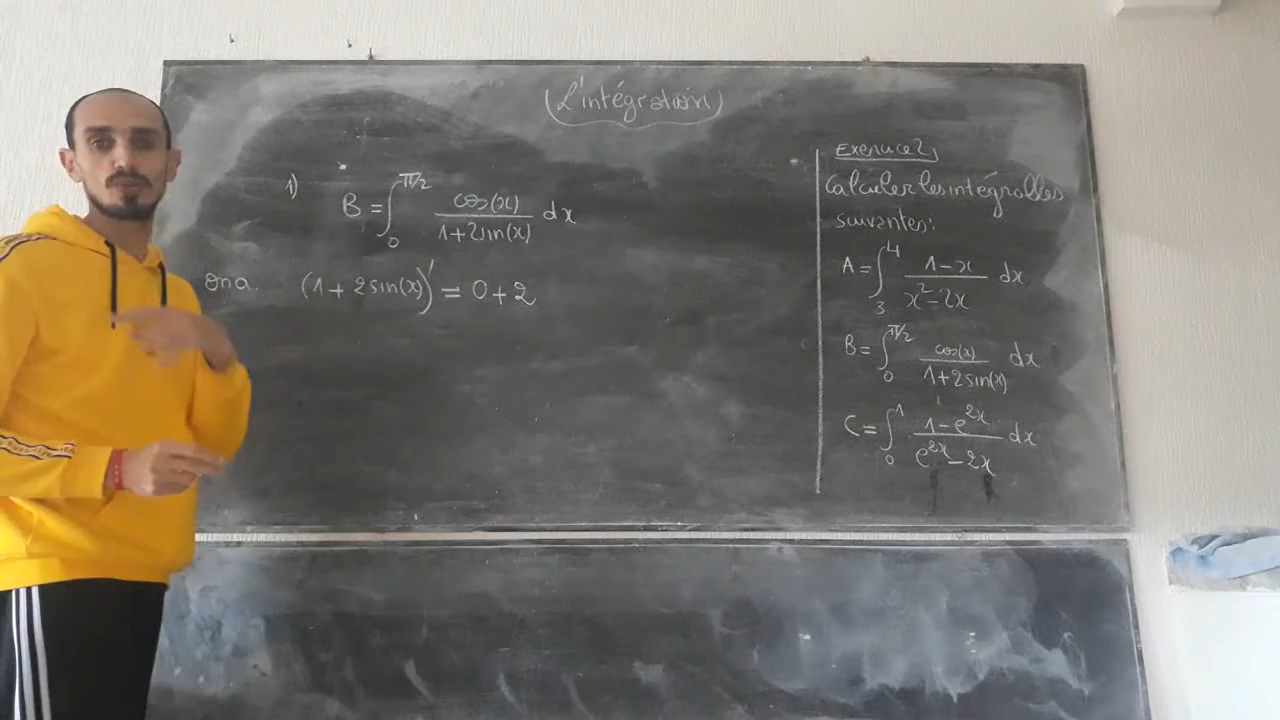 (L'intégration)
1) B = ∫₀^{π/2} cos(x) / (1+2sin(x)) dx
on a. (1+2sin(x))' = 0+2
Exercice2,
Calculer les intégralles
suivantes:
A = ∫₃⁴ (1-x) / (x²-2x) dx
B = ∫₀^{π/2} cos(x) / (1+2sin(x)) dx
C = ∫₀¹ (1-e^{2x}) / (e^{2x}-2x) dx